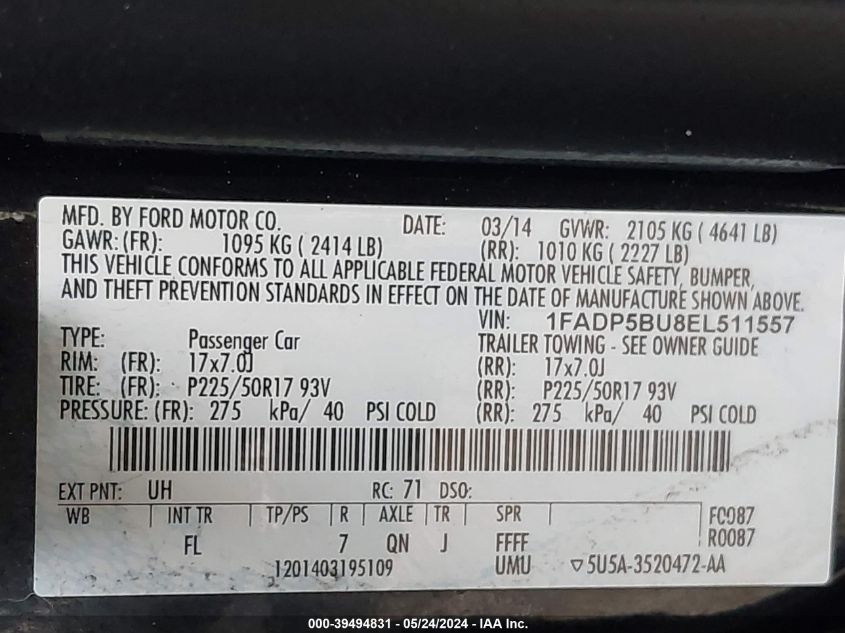 MFD. BY FORD MOTOR CO. DATE: 03/14 GVWR: 2105 KG ( 4641 LB)
GAWR: (FR): 1095 KG ( 2414 LB) (RR): 1010 KG ( 2227 LB)
THIS VEHICLE CONFORMS TO ALL APPLICABLE FEDERAL MOTOR VEHICLE SAFETY, BUMPER,
AND THEFT PREVENTION STANDARDS IN EFFECT ON THE DATE OF MANUFACTURE SHOWN ABOVE.
VIN: 1FADP5BU8EL511557
TYPE: Passenger Car TRAILER TOWING - SEE OWNER GUIDE
RIM: (FR): 17x7.0J (RR): 17x7.0J
TIRE: (FR): P225/50R17 93V (RR): P225/50R17 93V
PRESSURE: (FR): 275 kPa/ 40 PSI COLD (RR): 275 kPa/ 40 PSI COLD
EXT PNT: UH RC: 71 DSO:
WB INT TR TP/PS R AXLE TR SPR F0087
FL 7 QN J FFFF R0087
1201403195109 UMU ▽5U5A-3520472-AA
000-39494831 - 05/24/2024 - IAA Inc.